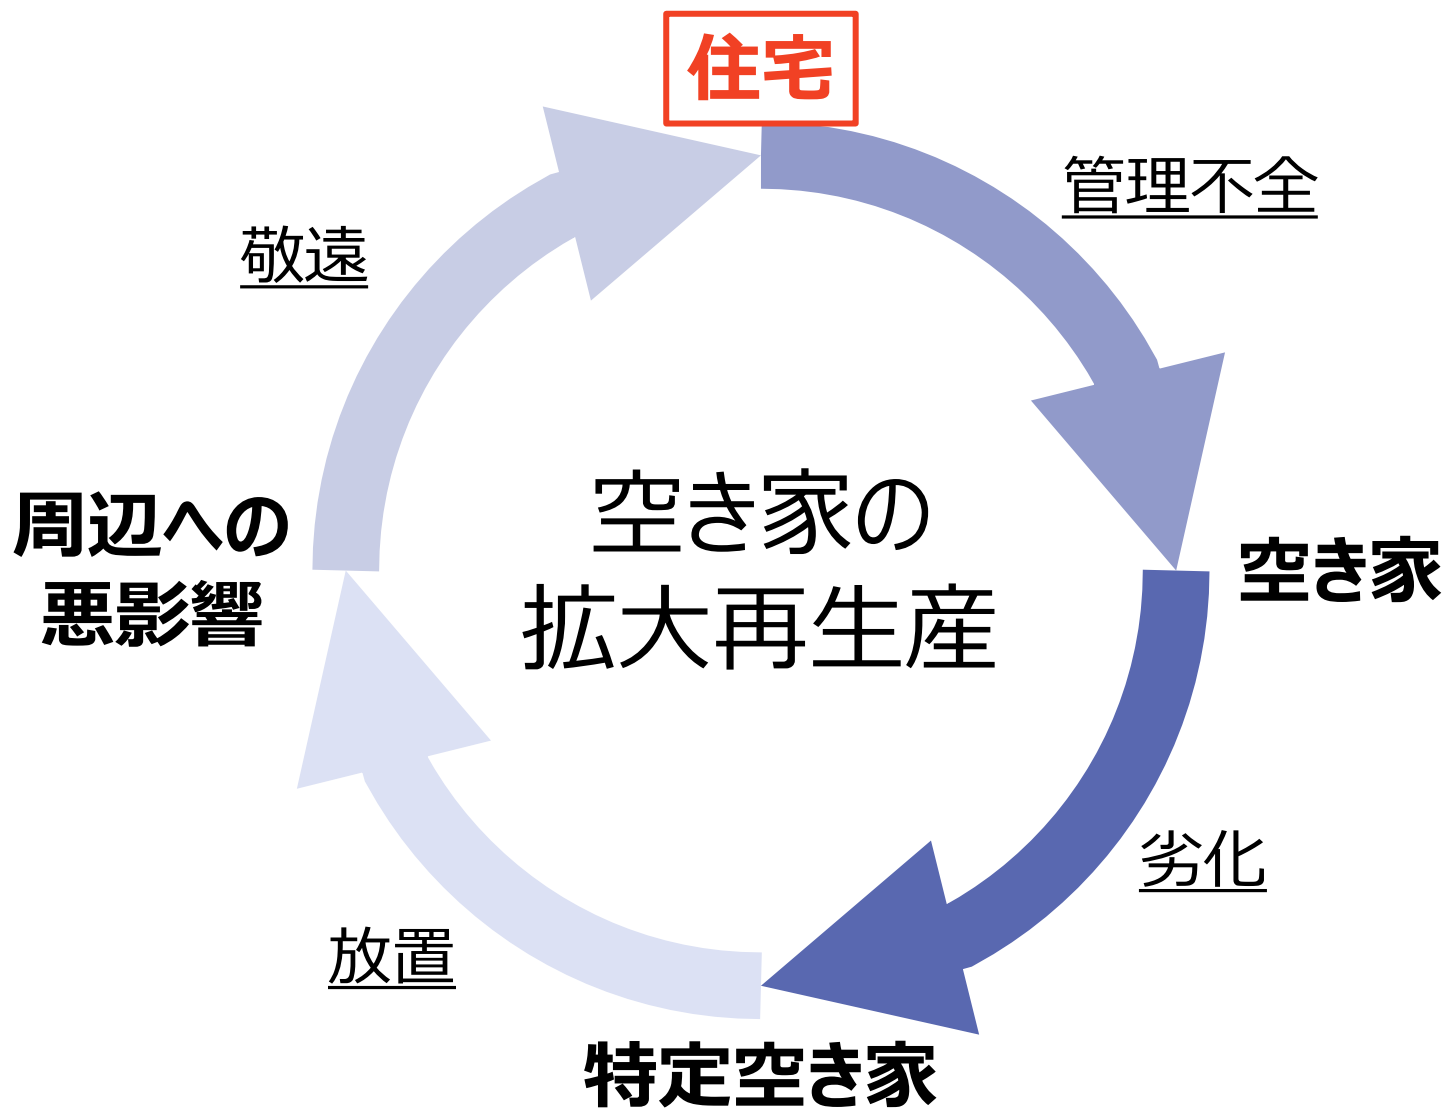 住宅
管理不全
敬遠
空き家の
拡大再生産
周辺への
悪影響
空き家
劣化
放置
特定空き家